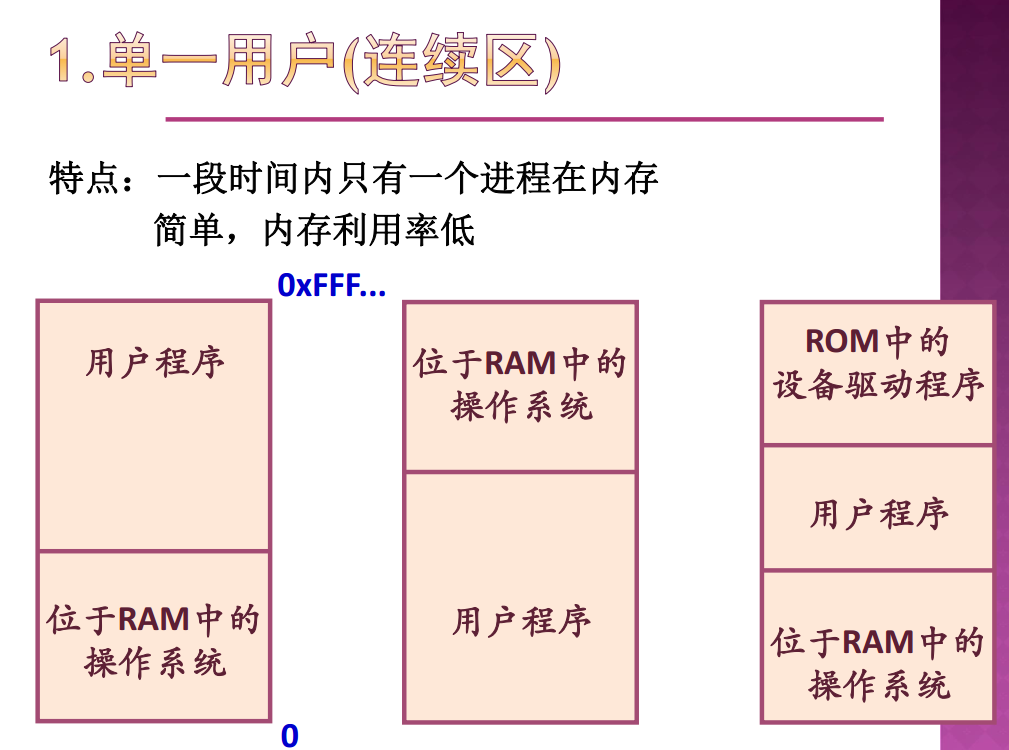 1.单一用户(连续区)
特点：一段时间内只有一个进程在内存
简单，内存利用率低
0xFFF...
用户程序
位于RAM中的
操作系统
0
位于RAM中的
操作系统
用户程序
ROM中的
设备驱动程序
用户程序
位于RAM中的
操作系统